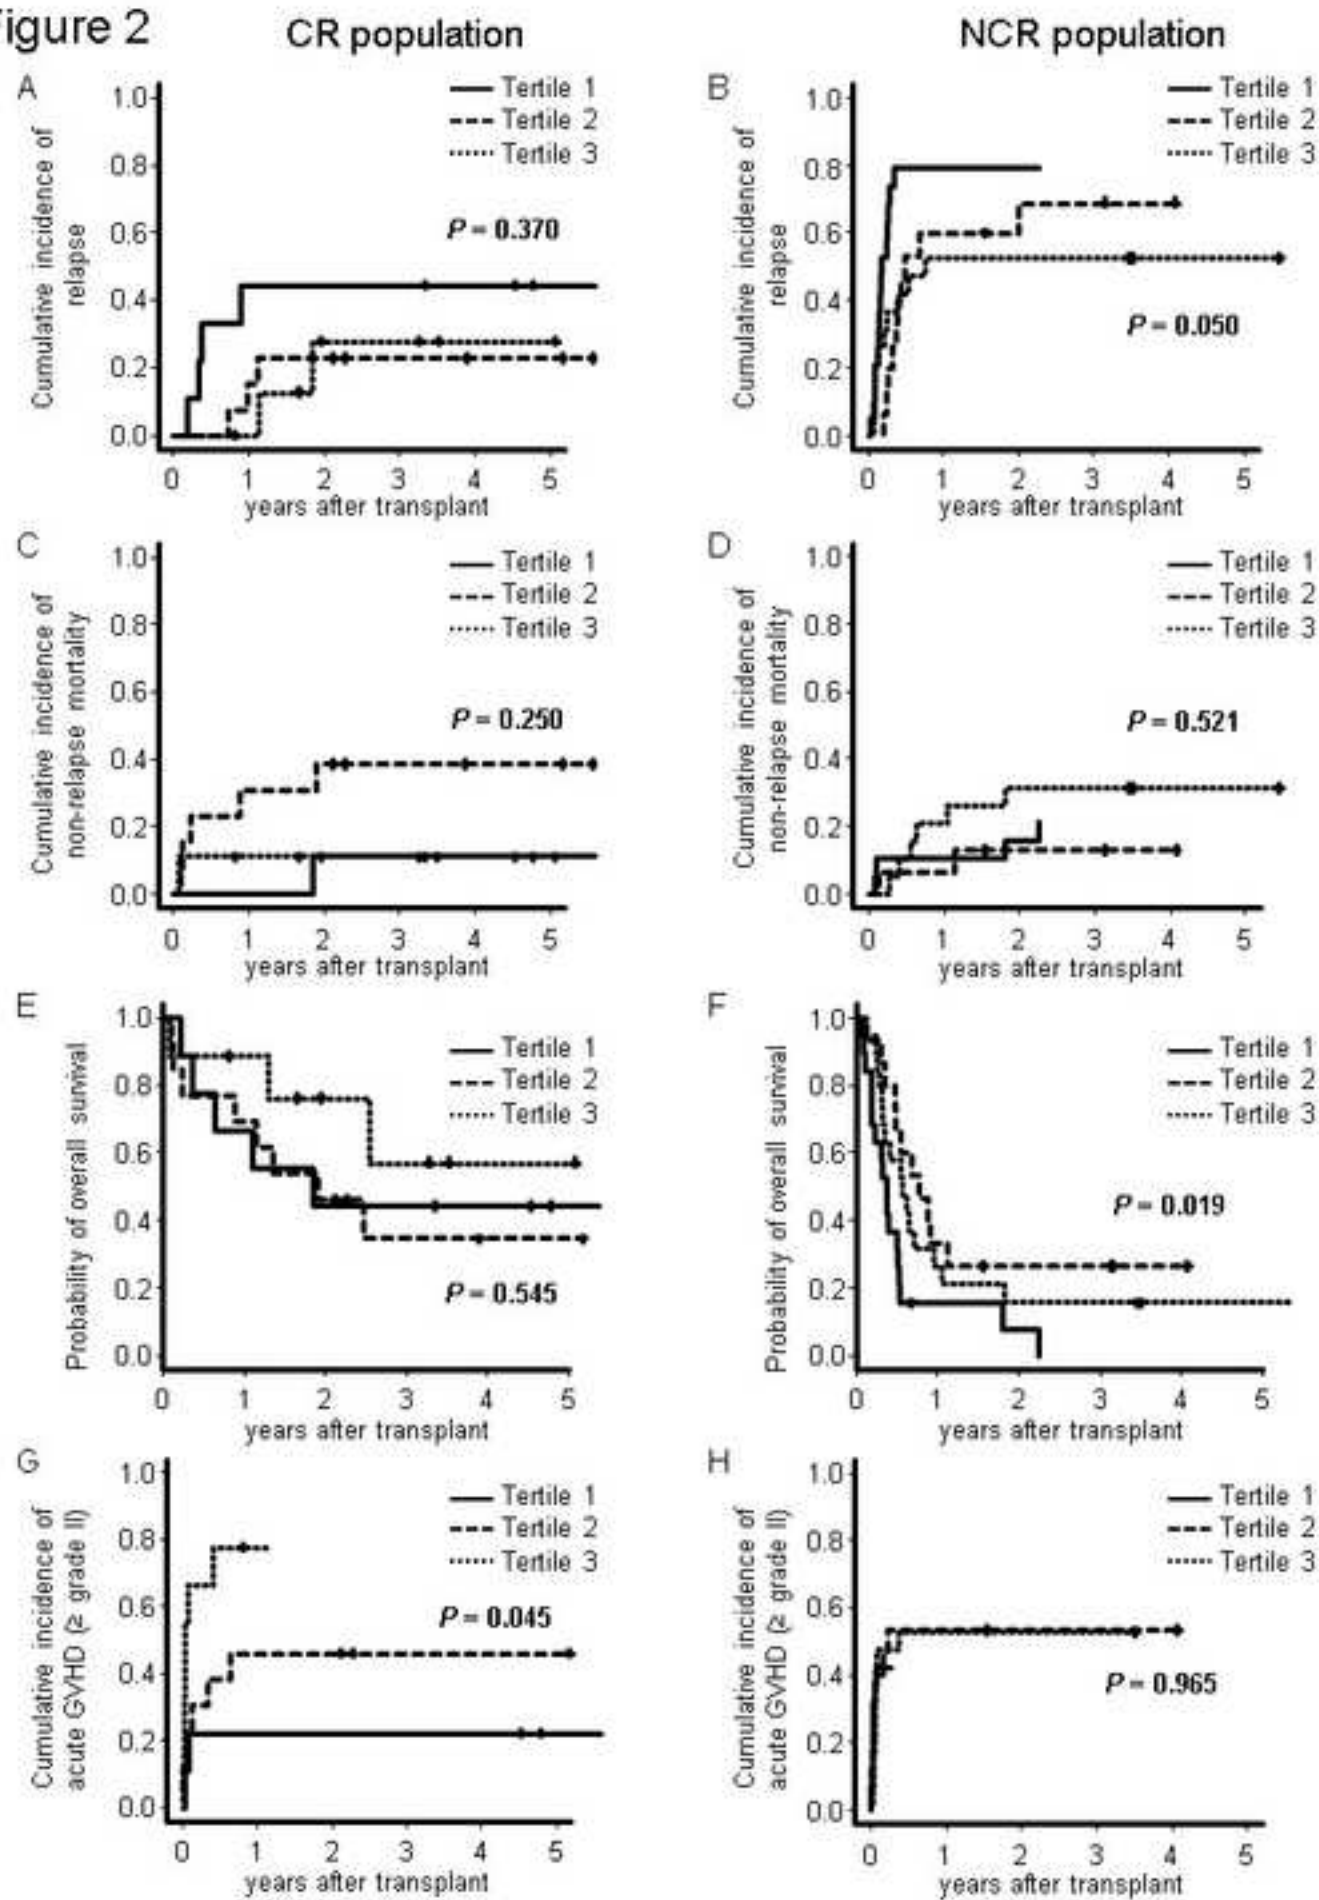 igure 2
CR population
NCR population
A
Cumulative incidence of
relapse
1.0
0.8
0.6
0.4
0.2
0.0
Tertile 1
Tertile 2
Tertile 3
P = 0.370
0 1 2 3 4 5
years after transplant
B
Cumulative incidence of
relapse
1.0
0.8
0.6
0.4
0.2
0.0
Tertile 1
Tertile 2
Tertile 3
P = 0.050
0 1 2 3 4 5
years after transplant
C
Cumulative incidence of
non-relapse mortality
1.0
0.8
0.6
0.4
0.2
0.0
Tertile 1
Tertile 2
Tertile 3
P = 0.250
0 1 2 3 4 5
years after transplant
D
Cumulative incidence of
non-relapse mortality
1.0
0.8
0.6
0.4
0.2
0.0
Tertile 1
Tertile 2
Tertile 3
P = 0.521
0 1 2 3 4 5
years after transplant
E
Probability of overall survival
1.0
0.8
0.6
0.4
0.2
0.0
Tertile 1
Tertile 2
Tertile 3
P = 0.545
0 1 2 3 4 5
years after transplant
F
Probability of overall survival
1.0
0.8
0.6
0.4
0.2
0.0
Tertile 1
Tertile 2
Tertile 3
P = 0.019
0 1 2 3 4 5
years after transplant
G
Cumulative incidence of
acute GVHD (≥ grade II)
1.0
0.8
0.6
0.4
0.2
0.0
Tertile 1
Tertile 2
Tertile 3
P = 0.045
0 1 2 3 4 5
years after transplant
H
Cumulative incidence of
acute GVHD (≥ grade II)
1.0
0.8
0.6
0.4
0.2
0.0
Tertile 1
Tertile 2
Tertile 3
P = 0.965
0 1 2 3 4 5
years after transplant